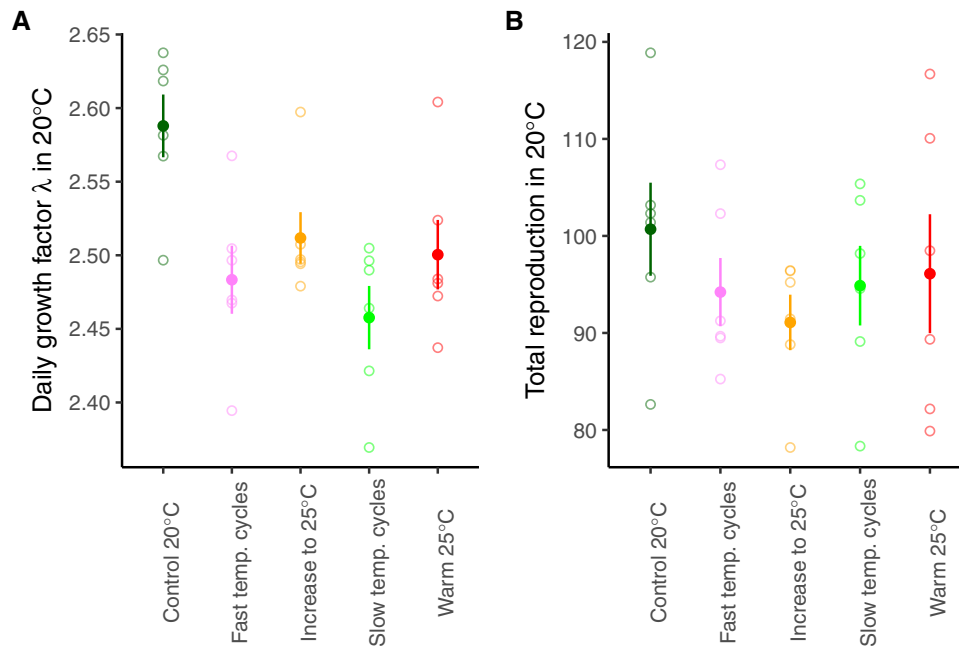 A
Daily growth factor λ in 20°C
2.65
2.60
2.55
2.50
2.45
2.40
Control 20°C
Fast temp. cycles
Increase to 25°C
Slow temp. cycles
Warm 25°C
B
Total reproduction in 20°C
120
110
100
90
80
Control 20°C
Fast temp. cycles
Increase to 25°C
Slow temp. cycles
Warm 25°C